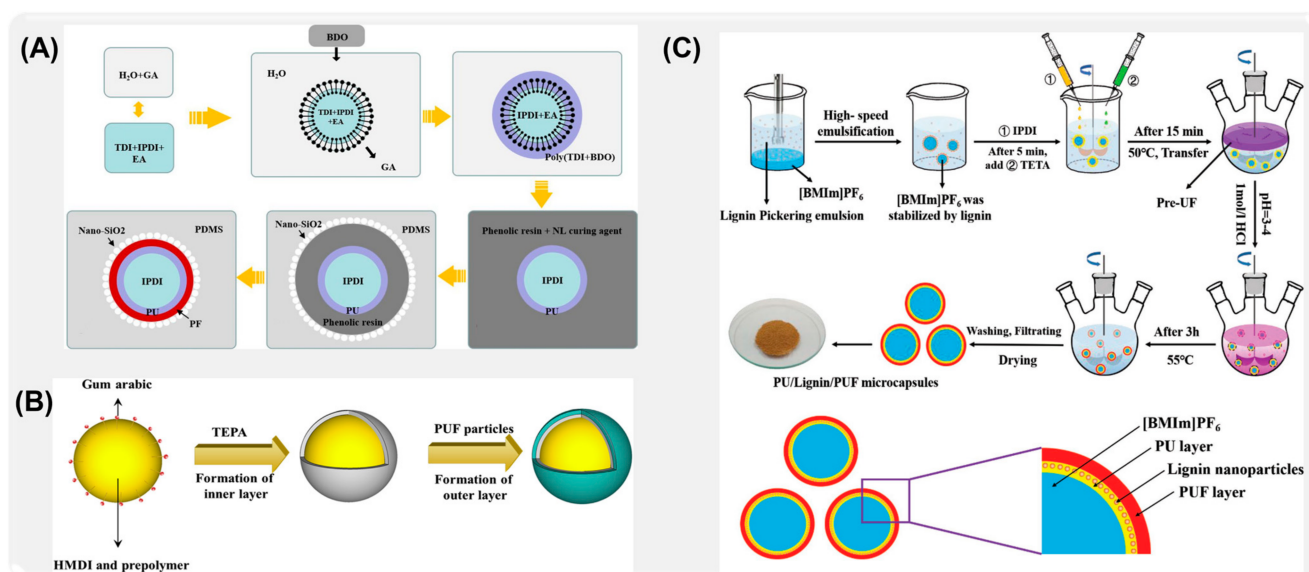 (A)
BDO
H₂O+GA
TDI+IPDI+
EA
H₂O
TDI+IPDI
+EA
GA
IPDI+EA
Poly(TDI+BDO)
Nano-SiO2
PDMS
IPDI
PU
PF
Nano-SiO2
PDMS
IPDI
PU
Phenolic resin
Phenolic resin + NL curing agent
IPDI
PU
(B)
Gum arabic
HMDI and prepolymer
TEPA
Formation of
inner layer
PUF particles
Formation of
outer layer
(C)
High- speed
emulsification
[BMIm]PF₆
Lignin Pickering emulsion
[BMIm]PF₆ was
stabilized by lignin
① IPDI
After 5 min,
add ② TETA
①
②
After 15 min
50℃, Transfer
Pre-UF
pH=3-4
1mol/l HCl
After 3h
55℃
Washing, Filtrating
Drying
PU/Lignin/PUF microcapsules
[BMIm]PF₆
PU layer
Lignin nanoparticles
PUF layer